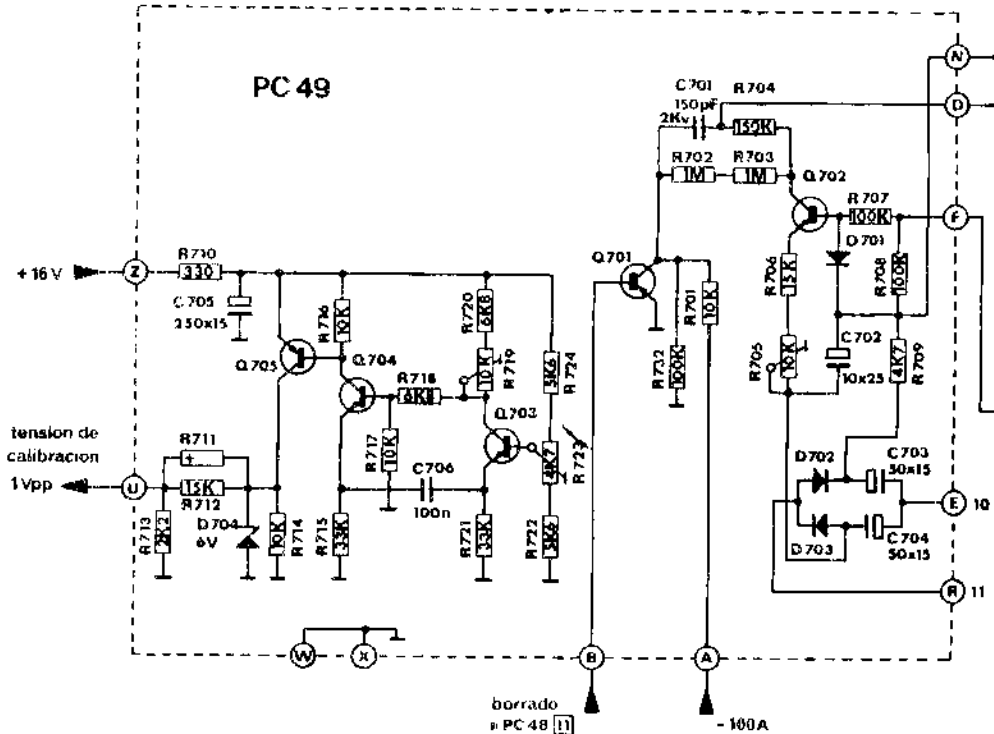 PC 49
C701
150pF
2Kv
R704
150K
R702
1M
R703
1M
Q702
R707
100K
D701
R708
100K
R706
15K
C702
10x25
R705
10K
R709
4K7
D702
D703
C703
50x15
C704
50x15
N
D
F
E
10
R
11
Q701
R701
10K
R732
100K
+16V
Z
R710
330
C705
250x15
R716
10K
R720
6K8
R719
10K
R724
5K6
Q705
Q704
R718
6K8
Q703
R723
4K7
R717
10K
C706
100n
tension de
calibracion
1Vpp
U
R711
+
15K
R712
R713
2K2
D704
6V
R714
10K
R715
33K
R721
33K
R722
5K6
W
X
B
A
borrado
PC 48 11
- 100A